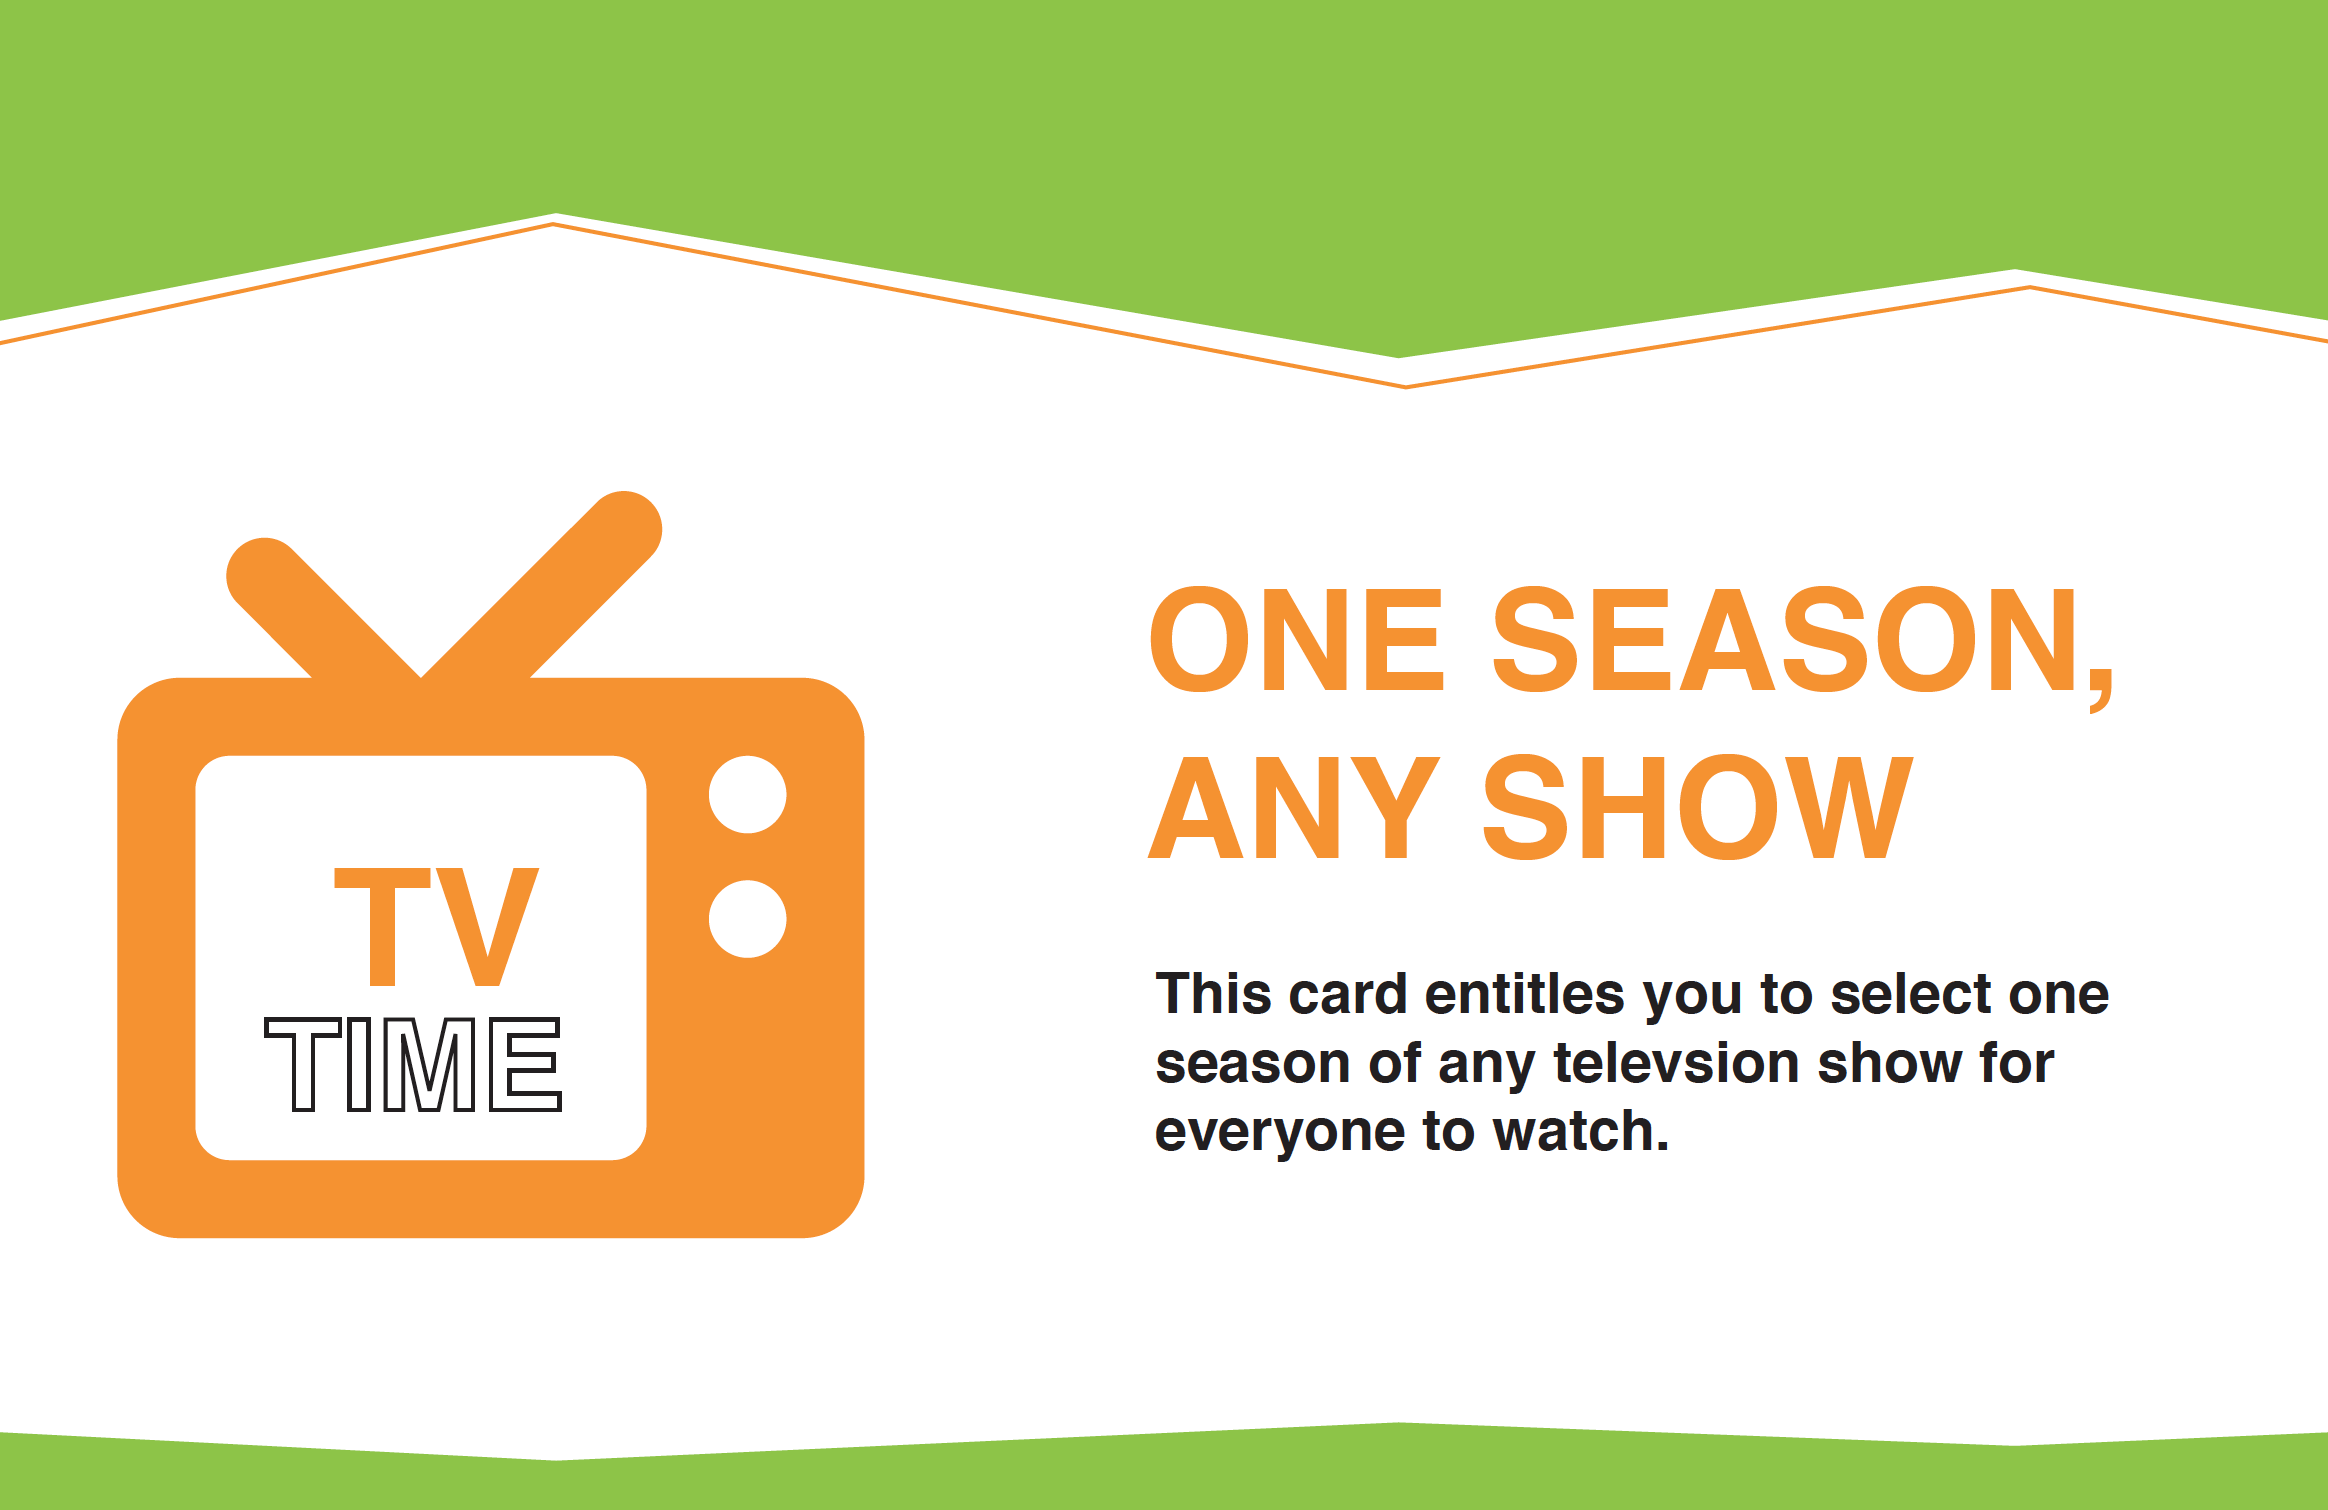 TV
TIME
ONE SEASON,
ANY SHOW
This card entitles you to select one
season of any televsion show for
everyone to watch.